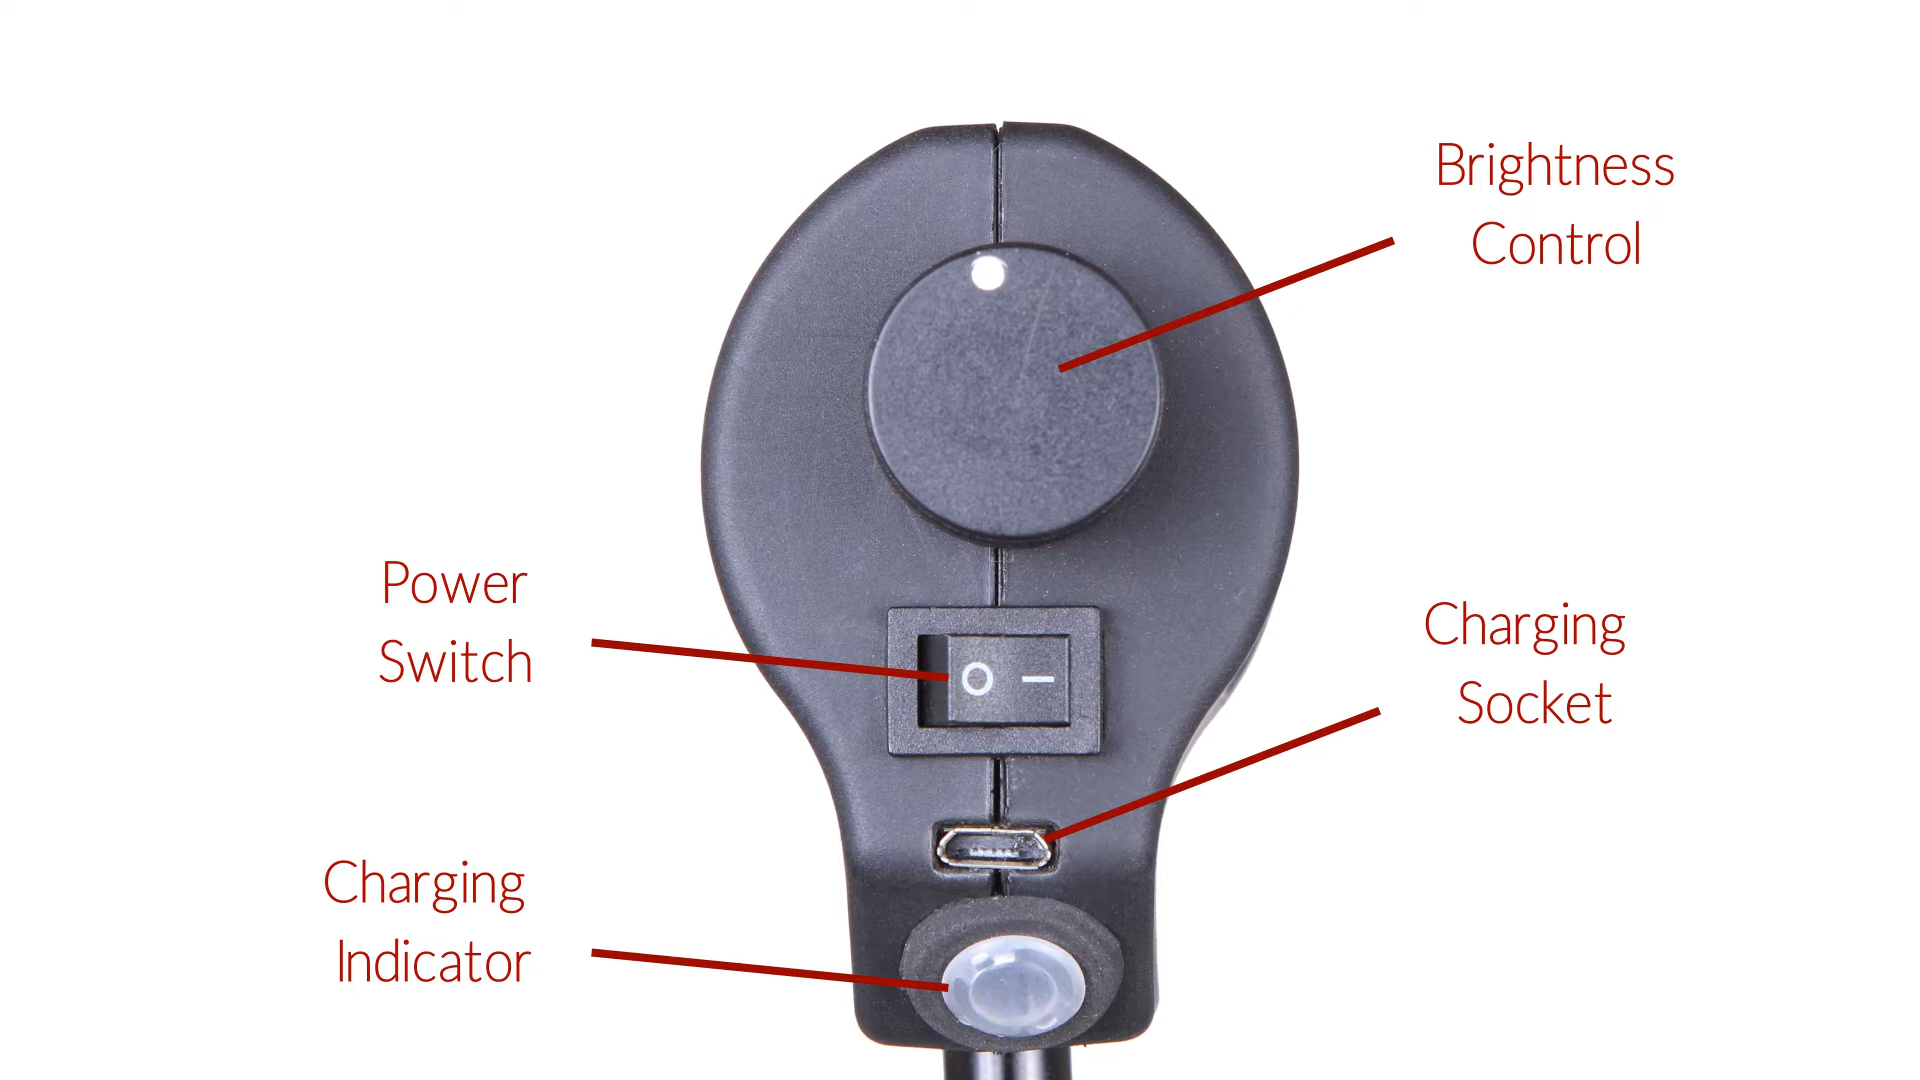 Brightness
Control
Power
Switch
O —
Charging
Socket
Charging
Indicator